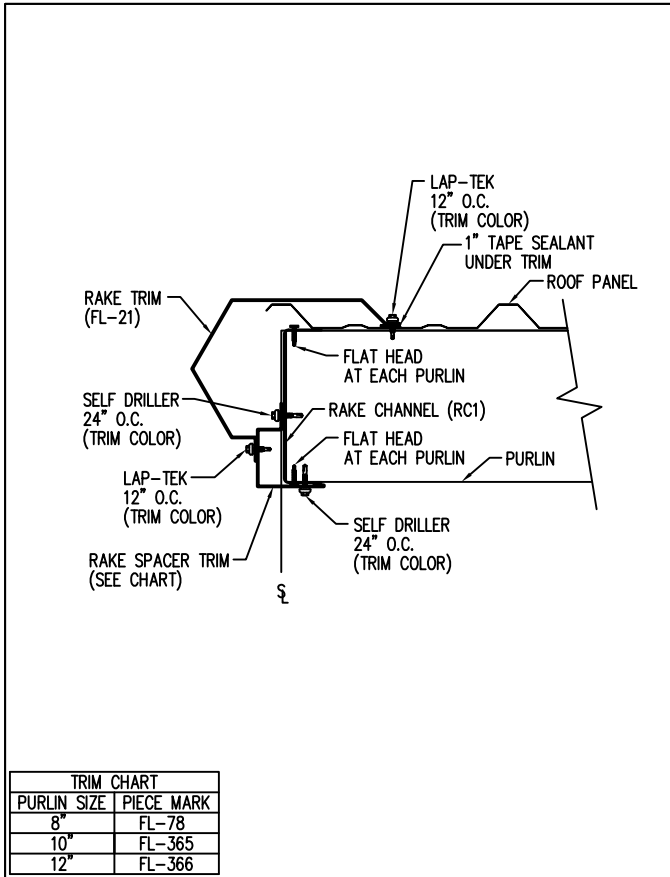 LAP-TEK
12" O.C.
(TRIM COLOR)
1" TAPE SEALANT
UNDER TRIM
ROOF PANEL
RAKE TRIM
(FL-21)
FLAT HEAD
AT EACH PURLIN
SELF DRILLER
24" O.C.
(TRIM COLOR)
RAKE CHANNEL (RC1)
FLAT HEAD
AT EACH PURLIN
PURLIN
LAP-TEK
12" O.C.
(TRIM COLOR)
SELF DRILLER
24" O.C.
(TRIM COLOR)
RAKE SPACER TRIM
(SEE CHART)
SL
TRIM CHART
PURLIN SIZE PIECE MARK
8" FL-78
10" FL-365
12" FL-366